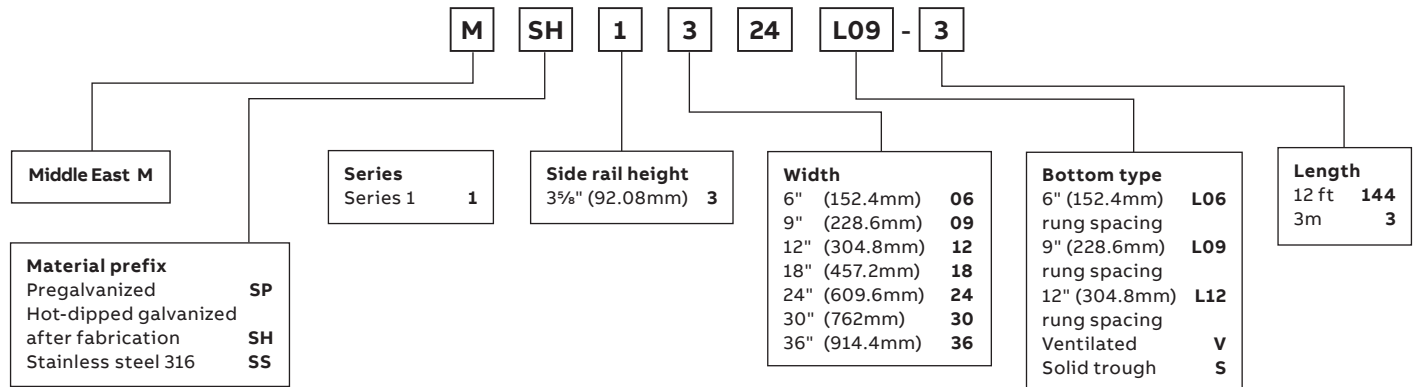 M SH 1 3 24 L09 - 3
Middle East M
Material prefix
Pregalvanized SP
Hot-dipped galvanized
after fabrication SH
Stainless steel 316 SS
Series
Series 1 1
Side rail height
3⅝" (92.08mm) 3
Width
6" (152.4mm) 06
9" (228.6mm) 09
12" (304.8mm) 12
18" (457.2mm) 18
24" (609.6mm) 24
30" (762mm) 30
36" (914.4mm) 36
Bottom type
6" (152.4mm) L06
rung spacing
9" (228.6mm) L09
rung spacing
12" (304.8mm) L12
rung spacing
Ventilated V
Solid trough S
Length
12 ft 144
3m 3